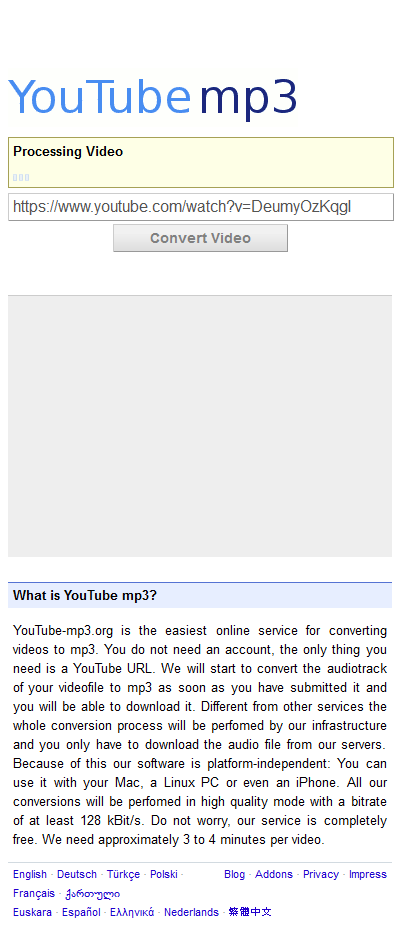 YouTube mp3
Processing Video
https://www.youtube.com/watch?v=DeumyOzKqgI
Convert Video
What is YouTube mp3?
YouTube-mp3.org is the easiest online service for converting
videos to mp3. You do not need an account, the only thing you
need is a YouTube URL. We will start to convert the audiotrack
of your videofile to mp3 as soon as you have submitted it and
you will be able to download it. Different from other services the
whole conversion process will be perfomed by our infrastructure
and you only have to download the audio file from our servers.
Because of this our software is platform-independent: You can
use it with your Mac, a Linux PC or even an iPhone. All our
conversions will be perfomed in high quality mode with a bitrate
of at least 128 kBit/s. Do not worry, our service is completely
free. We need approximately 3 to 4 minutes per video.
English · Deutsch · Türkçe · Polski · Blog · Addons · Privacy · Impress
Français · ქართული
Euskara · Español · Ελληνικά · Nederlands · 繁體中文